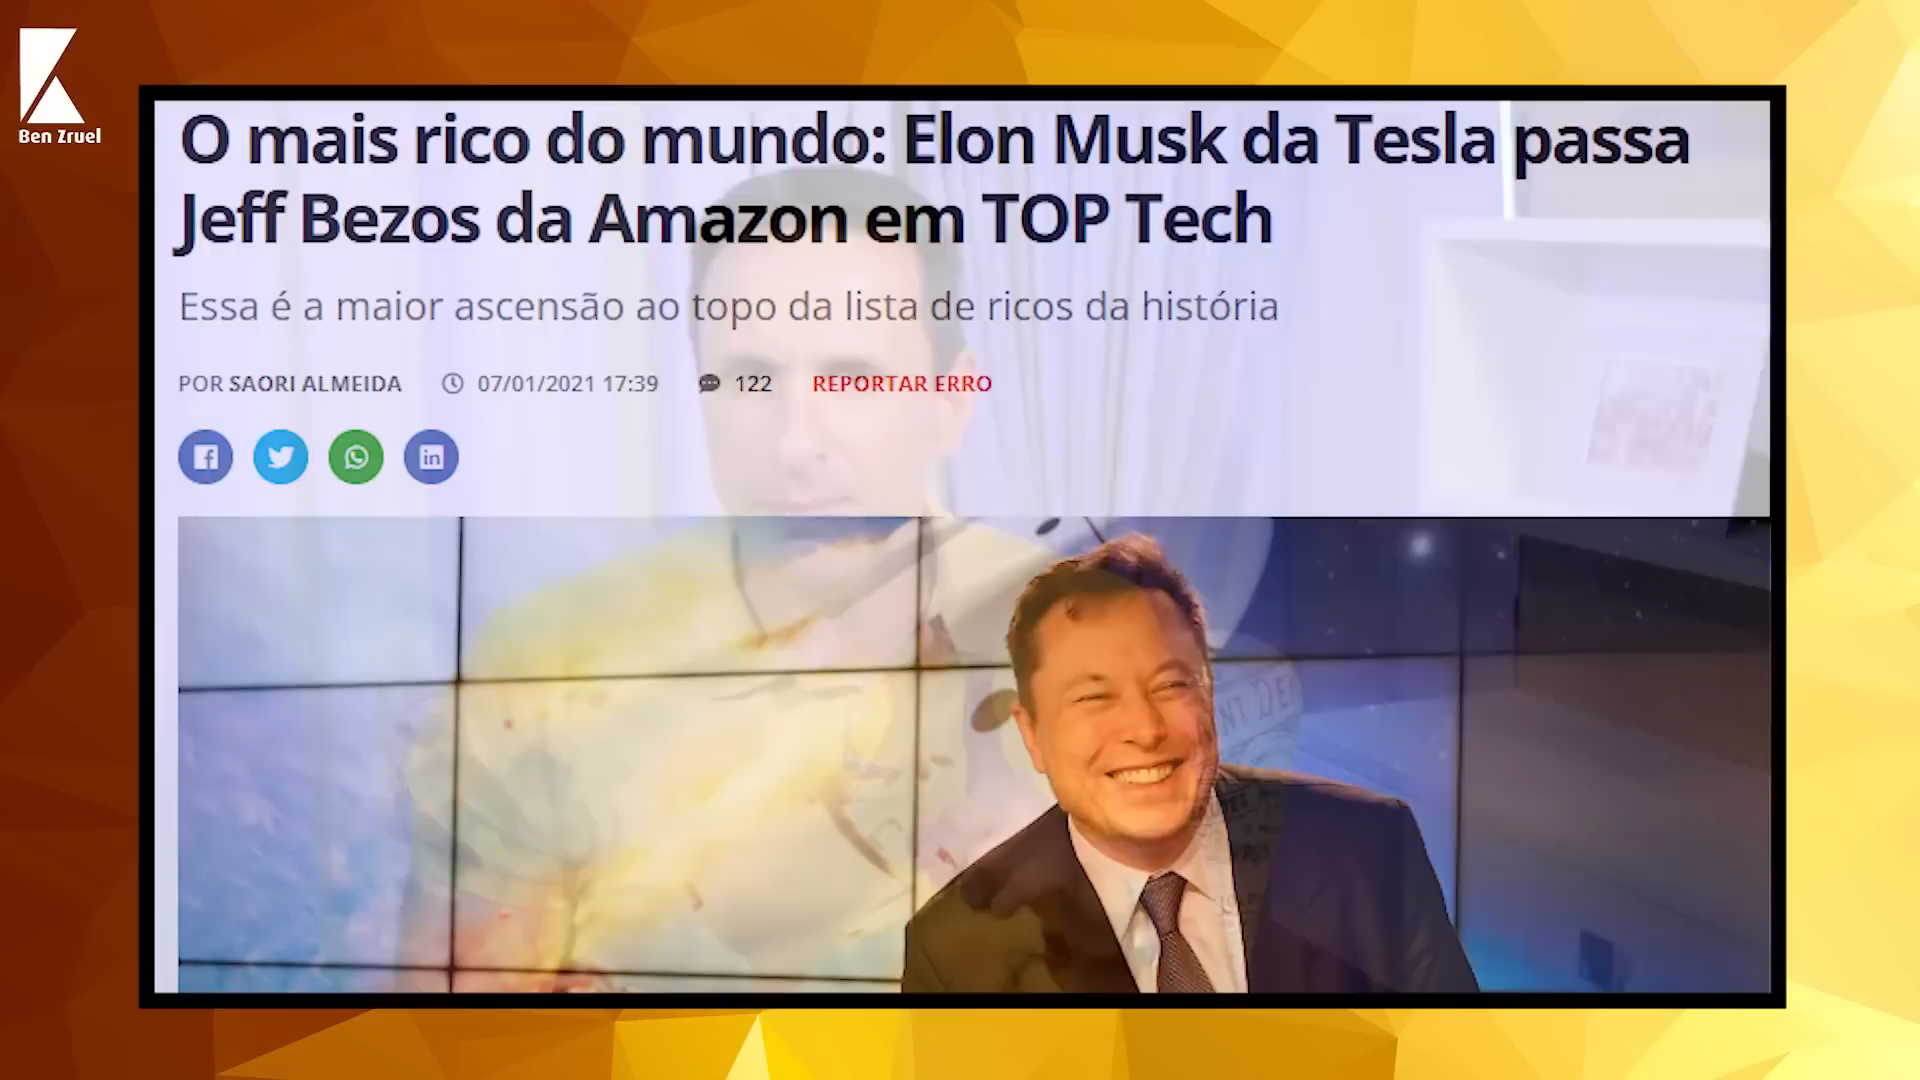 Ben Zruel
O mais rico do mundo: Elon Musk da Tesla passa
Jeff Bezos da Amazon em TOP Tech
Essa é a maior ascensão ao topo da lista de ricos da história
POR SAORI ALMEIDA 07/01/2021 17:39 122 REPORTAR ERRO